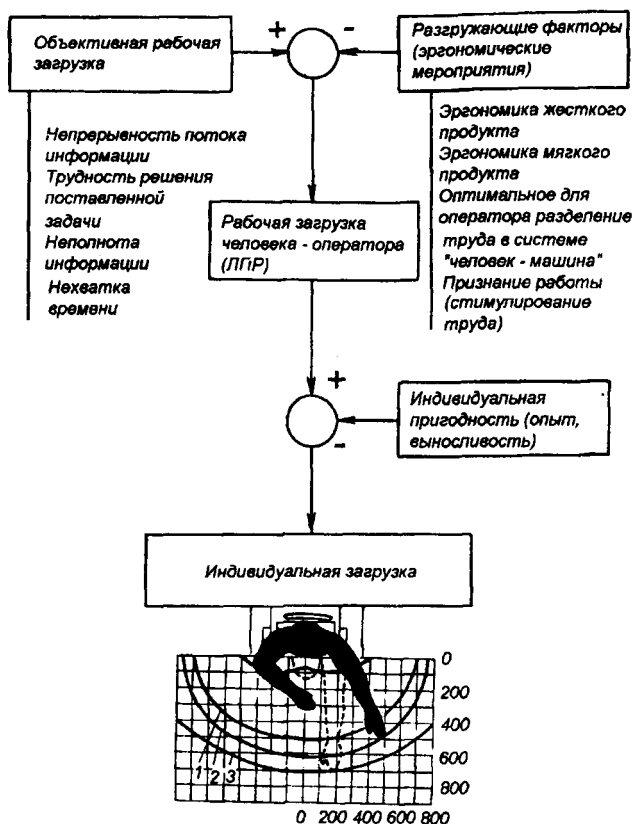 Объективная рабочая
загрузка
+
-
Разгружающие факторы
(эргономические
мероприятия)
Непрерывность потока
информации
Трудность решения
поставленной
задачи
Неполнота
информации
Нехватка
времени
Эргономика жесткого
продукта
Эргономика мягкого
продукта
Оптимальное для
оператора разделение
труда в системе
"человек - машина"
Признание работы
(стимулирование
труда)
Рабочая загрузка
человека - оператора
(ЛПР)
+
-
Индивидуальная
пригодность (опыт,
выносливость)
Индивидуальная загрузка
0
200
400
600
800
1 2 3
0 200 400 600 800